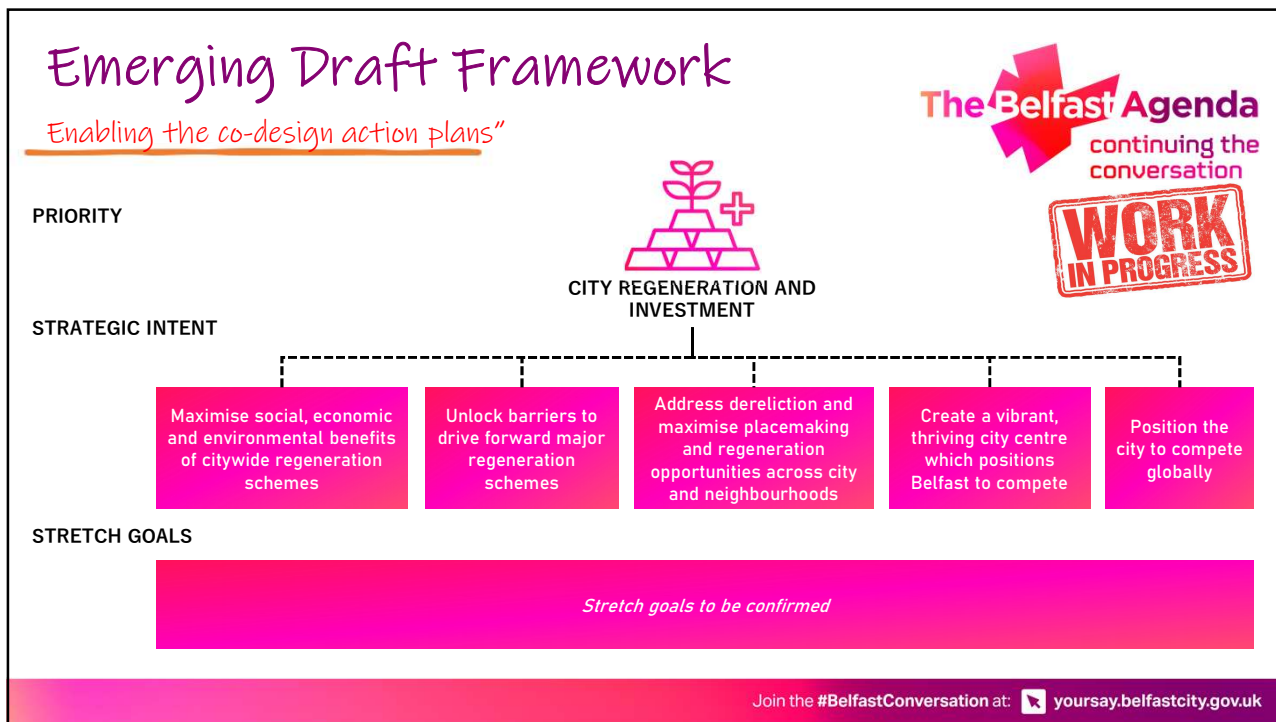 Emerging Draft Framework
Enabling the co-design action plans”
The Belfast Agenda
continuing the
conversation
WORK
IN PROGRESS
PRIORITY
CITY REGENERATION AND
INVESTMENT
STRATEGIC INTENT
Maximise social, economic
and environmental benefits
of citywide regeneration
schemes
Unlock barriers to
drive forward major
regeneration
schemes
Address dereliction and
maximise placemaking
and regeneration
opportunities across city
and neighbourhoods
Create a vibrant,
thriving city centre
which positions
Belfast to compete
Position the
city to compete
globally
STRETCH GOALS
Stretch goals to be confirmed
Join the #BelfastConversation at: yoursay.belfastcity.gov.uk